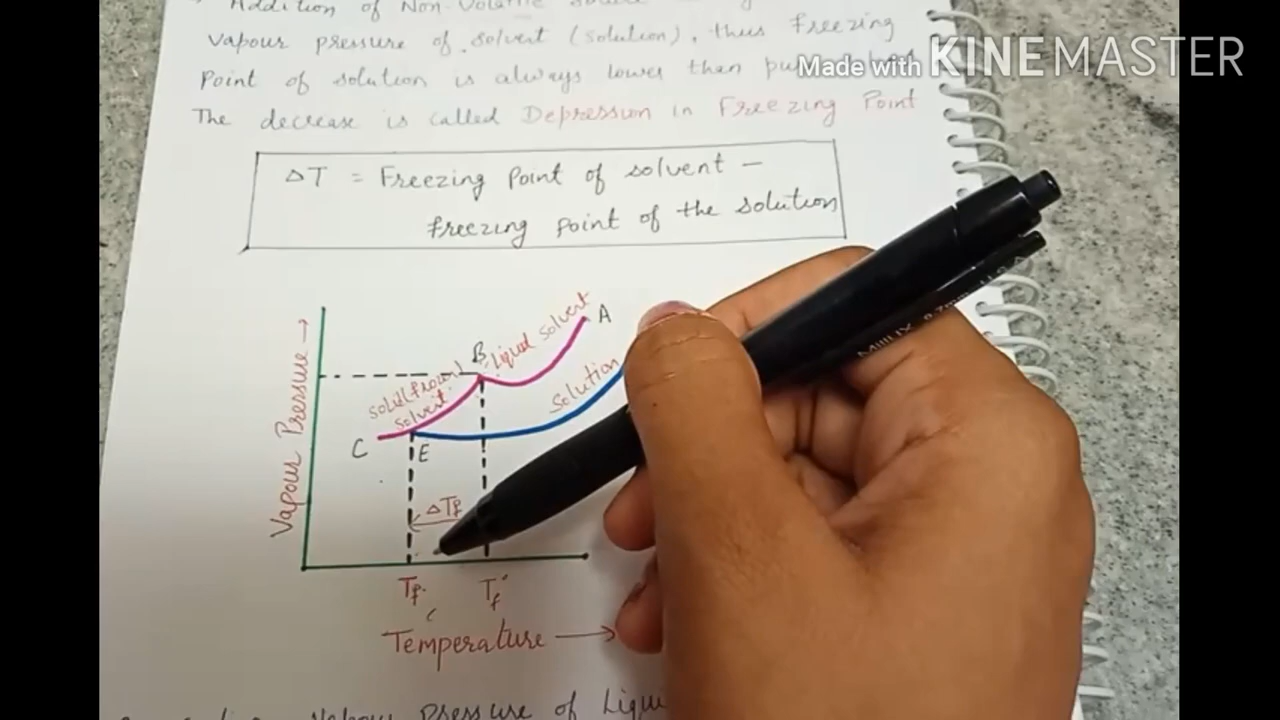 Addition of Non-Volatile
vapour pressure of solvent (solution), thus freezing
Point of solution is always lower than
Made with KINEMASTER
The decrease is called Depression in Freezing Point
ΔT = Freezing Point of solvent –
freezing point of the solution
A
B
Liquid solvent
Solid (frozen)
solvent
Solution
C
E
Vapour Pressure →
ΔTf
Tf Tf'
Temperature →
Vapour pressure of